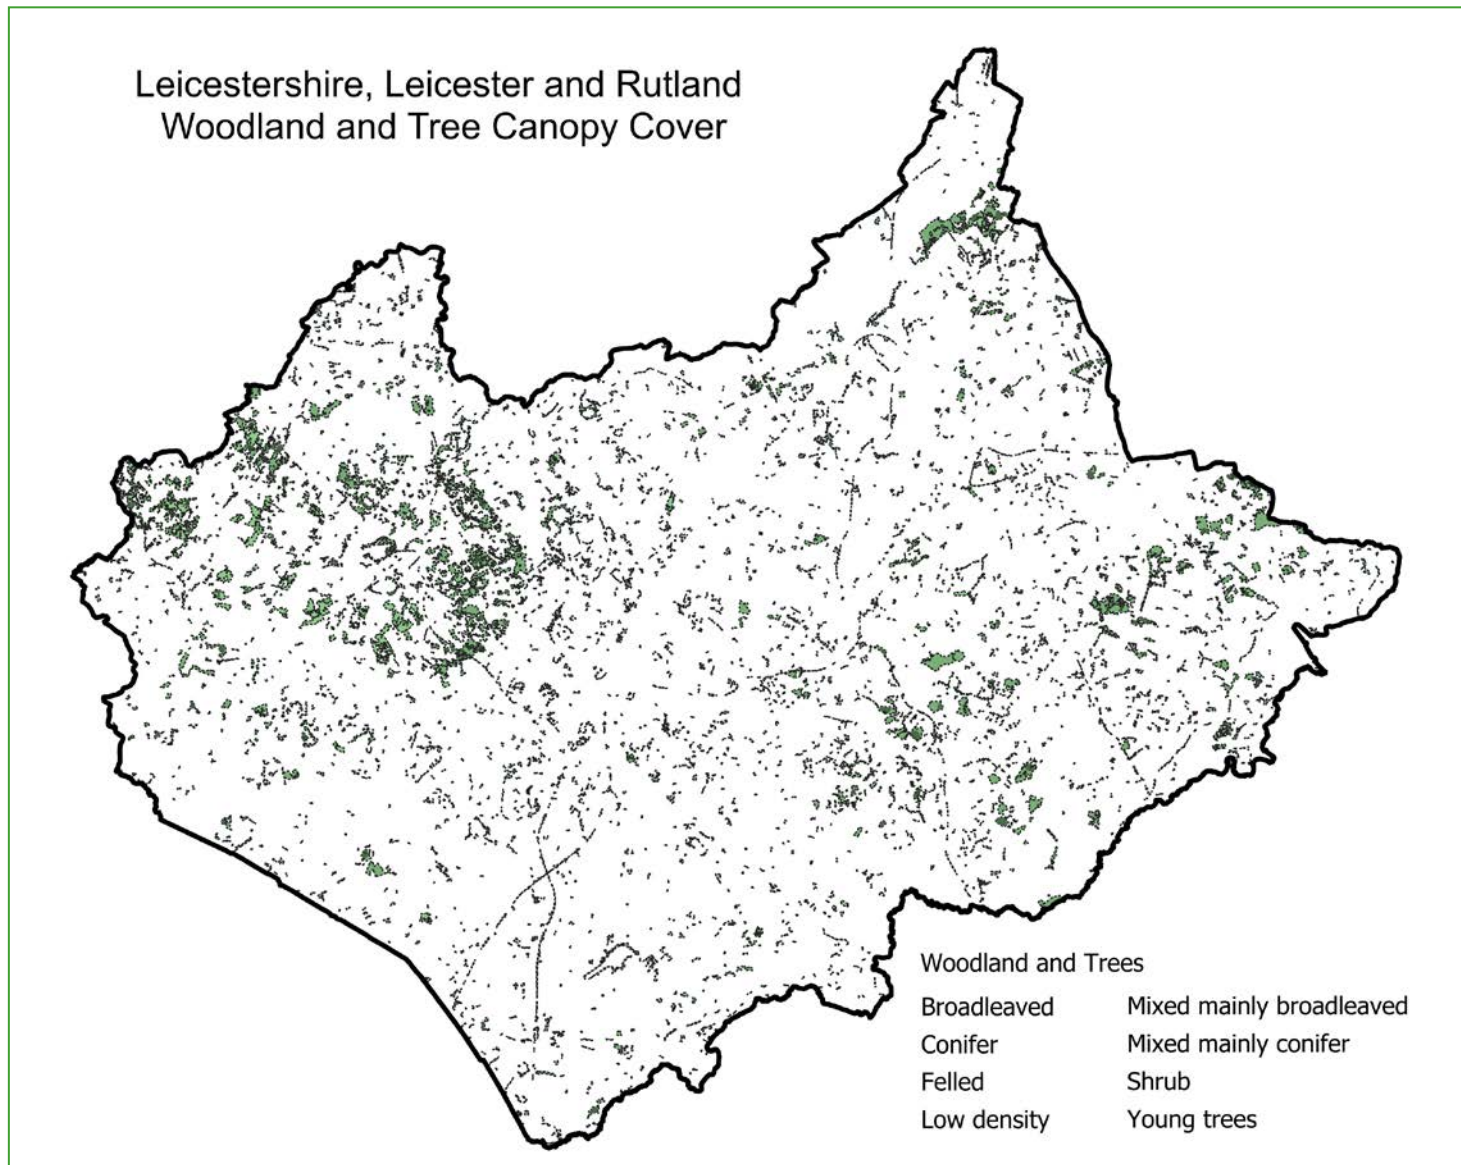 Leicestershire, Leicester and Rutland
Woodland and Tree Canopy Cover
Woodland and Trees
Broadleaved
Mixed mainly broadleaved
Conifer
Mixed mainly conifer
Felled
Shrub
Low density
Young trees